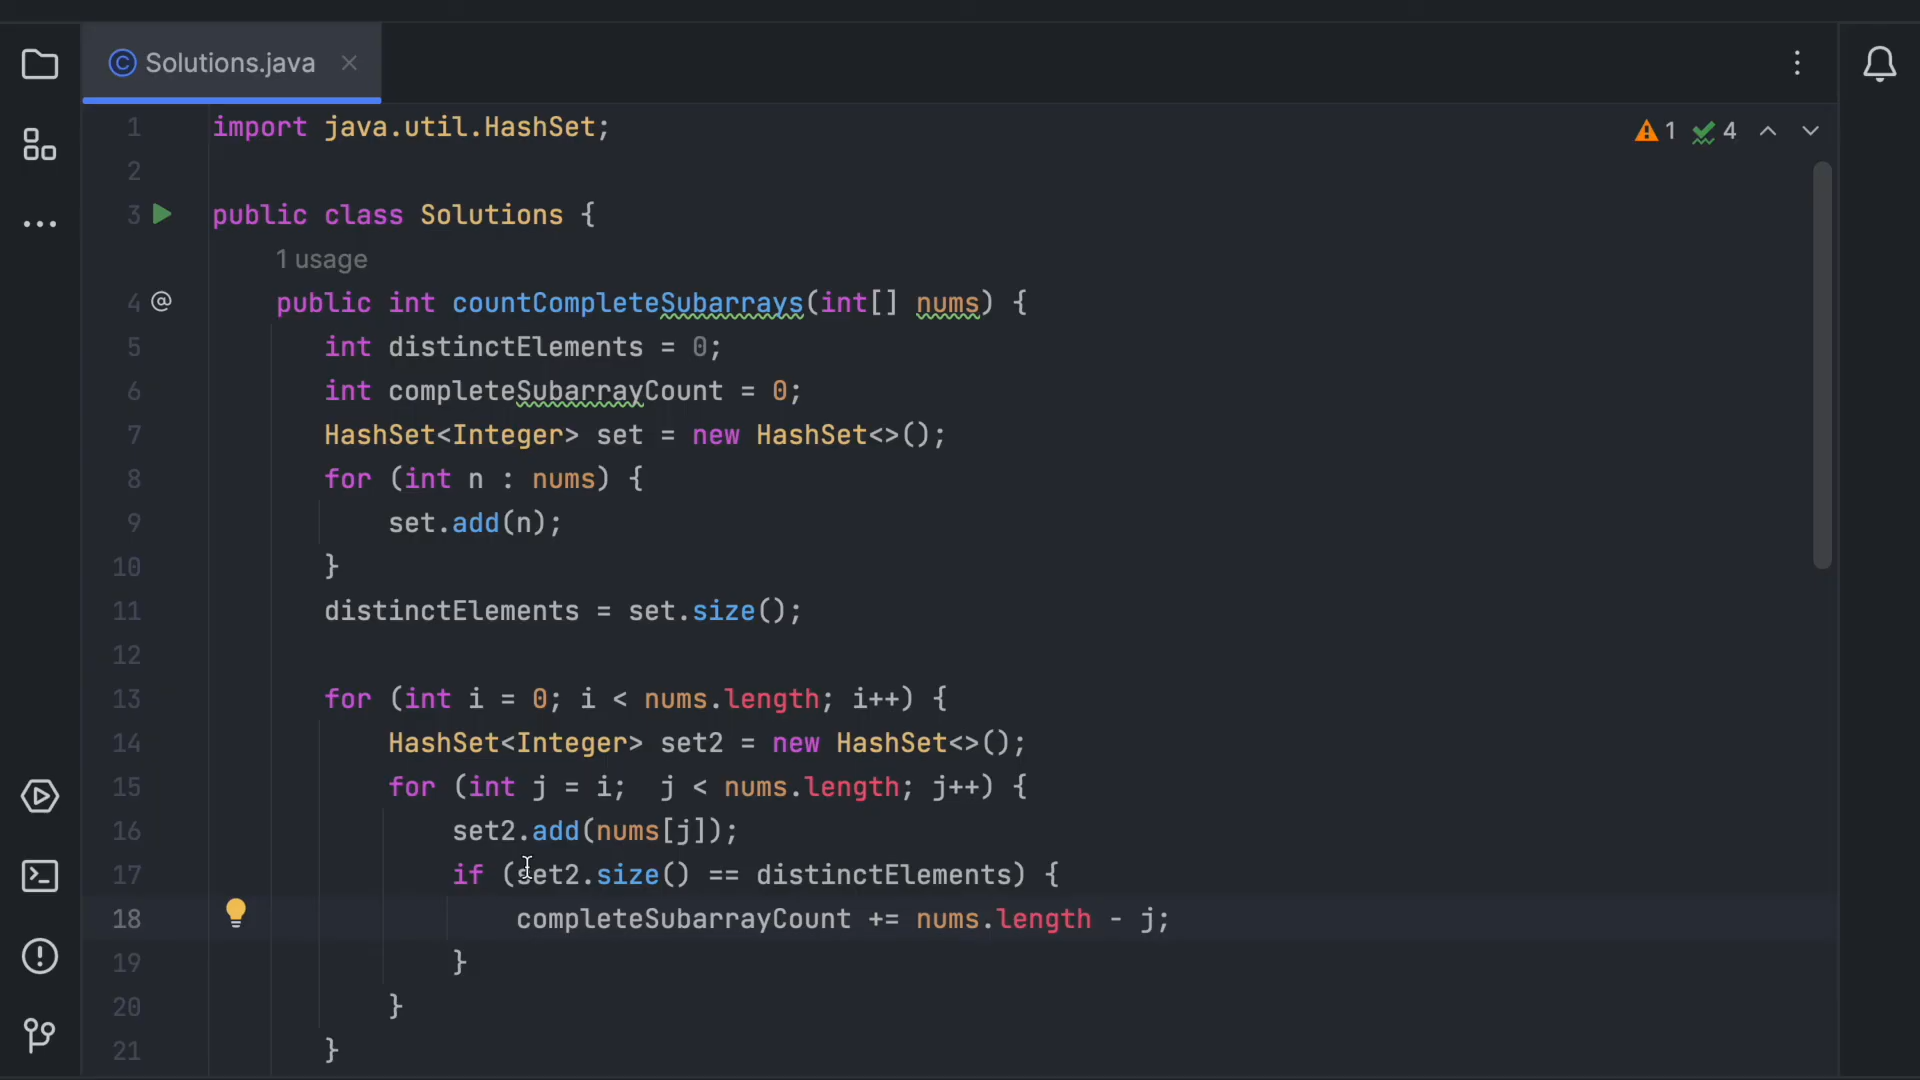 Solutions.java
1 import java.util.HashSet;
1 4
2
3 public class Solutions {
1 usage
4 @ public int countCompleteSubarrays(int[] nums) {
5 int distinctElements = 0;
6 int completeSubarrayCount = 0;
7 HashSet<Integer> set = new HashSet<>();
8 for (int n : nums) {
9 set.add(n);
10 }
11 distinctElements = set.size();
12
13 for (int i = 0; i < nums.length; i++) {
14 HashSet<Integer> set2 = new HashSet<>();
15 for (int j = i;  j < nums.length; j++) {
16 set2.add(nums[j]);
17 if (set2.size() == distinctElements) {
18 completeSubarrayCount += nums.length - j;
19 }
20 }
21 }